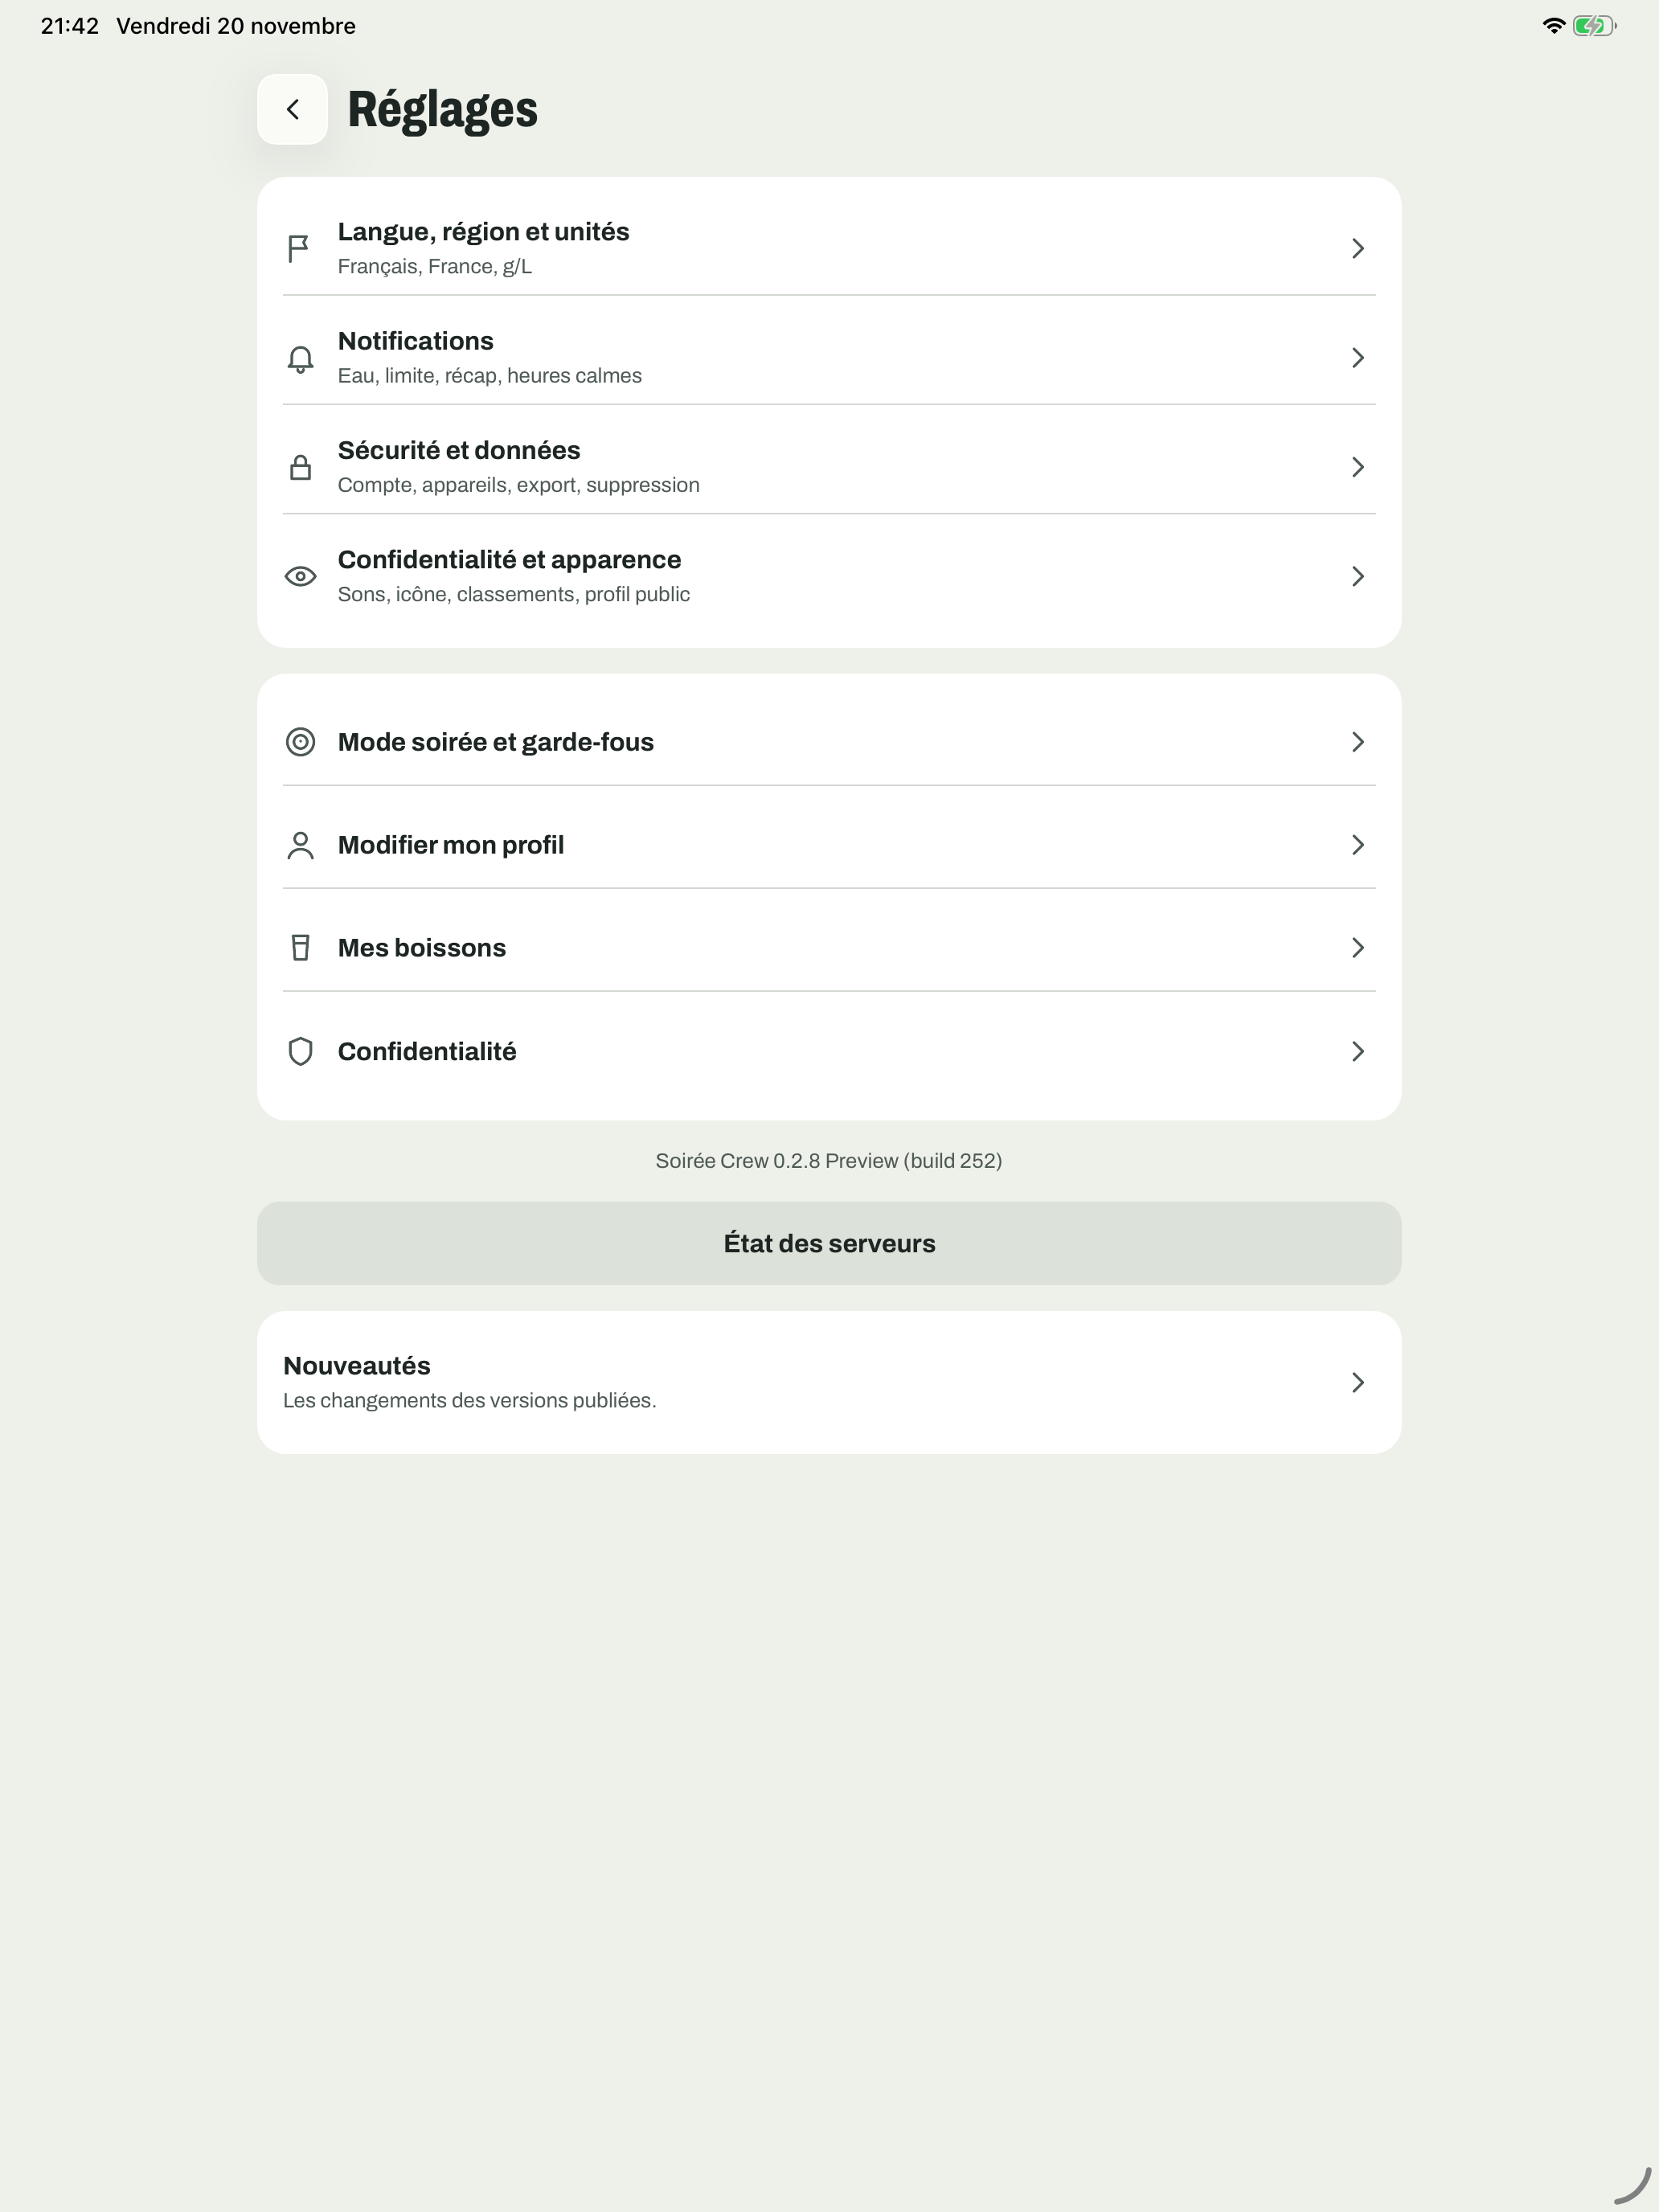 21:42 Vendredi 20 novembre
Réglages
Langue, région et unités
Français, France, g/L
Notifications
Eau, limite, récap, heures calmes
Sécurité et données
Compte, appareils, export, suppression
Confidentialité et apparence
Sons, icône, classements, profil public
Mode soirée et garde-fous
Modifier mon profil
Mes boissons
Confidentialité
Soirée Crew 0.2.8 Preview (build 252)
État des serveurs
Nouveautés
Les changements des versions publiées.